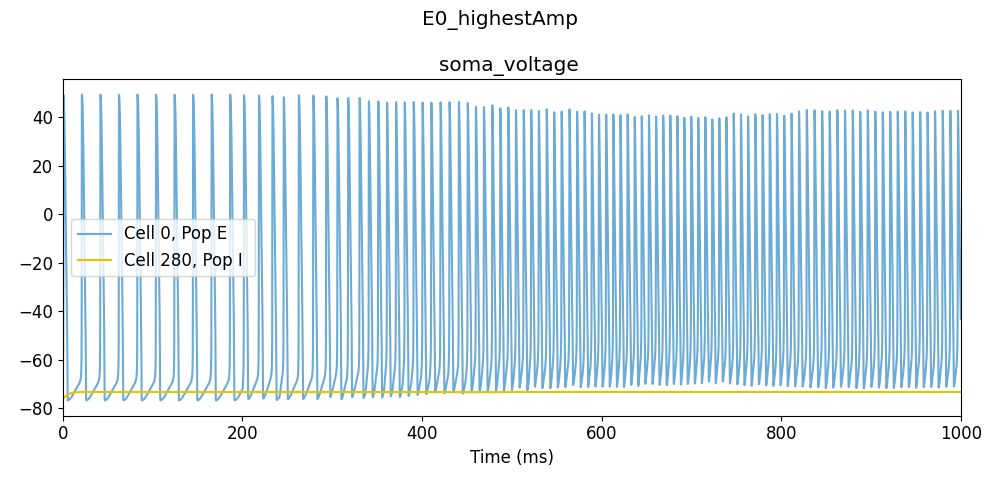 E0_highestAmp
soma_voltage
40
20
0
−20
−40
−60
−80
Cell 0, Pop E
Cell 280, Pop I
0 200 400 600 800 1000
Time (ms)